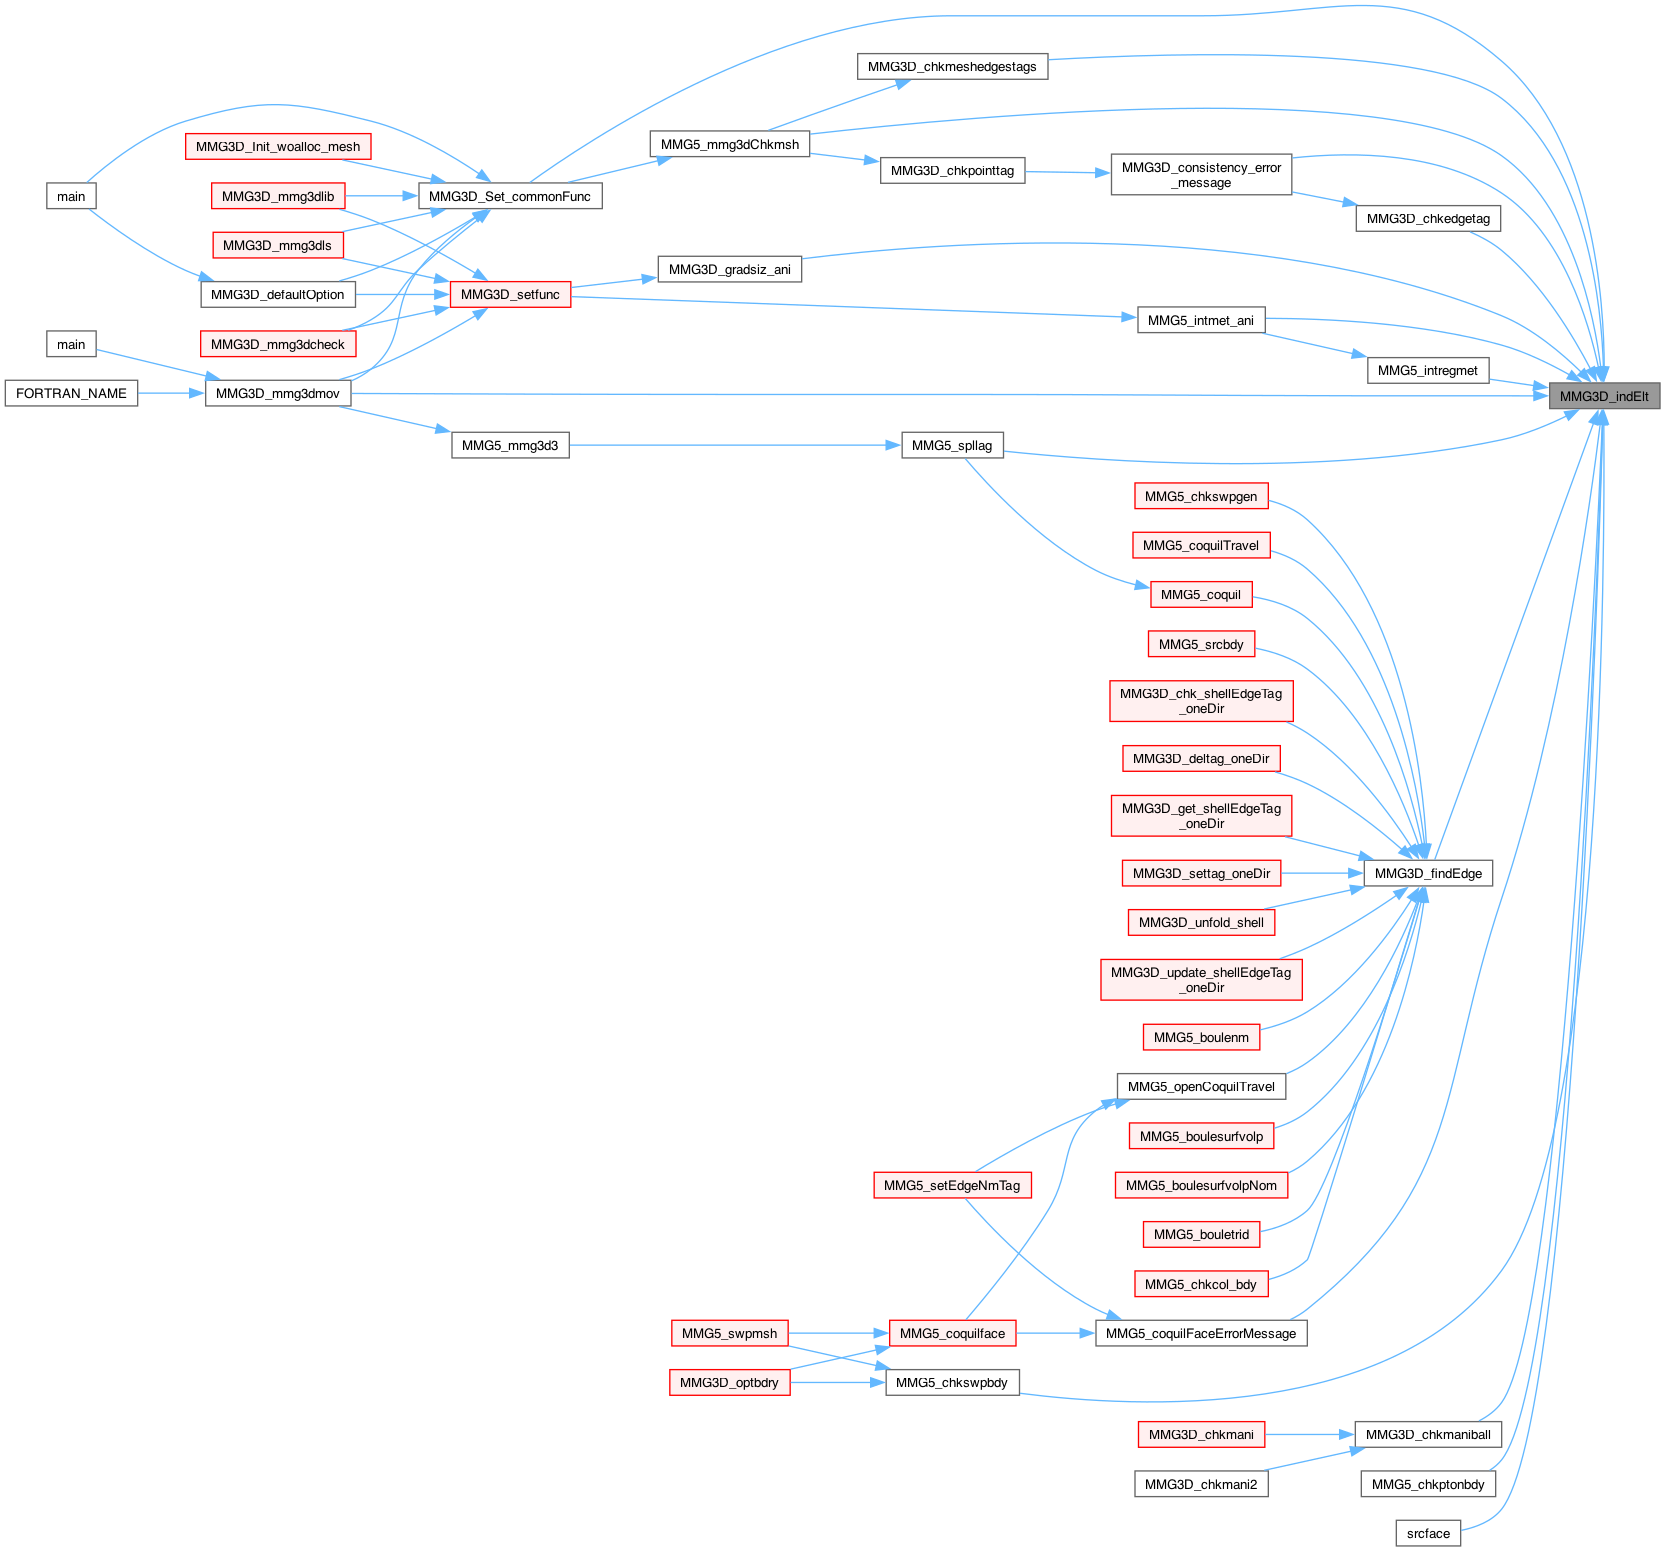 MMG3D_chkmeshedgestags
MMG3D_Init_woalloc_mesh
MMG5_mmg3dChkmsh
MMG3D_chkpointtag
MMG3D_consistency_error
_message
main
MMG3D_mmg3dlib
MMG3D_Set_commonFunc
MMG3D_chkedgetag
MMG3D_mmg3dls
MMG3D_gradsiz_ani
MMG3D_defaultOption
MMG3D_setfunc
MMG5_intmet_ani
main
MMG3D_mmg3dcheck
MMG5_intregmet
FORTRAN_NAME
MMG3D_mmg3dmov
MMG3D_indElt
MMG5_mmg3d3
MMG5_spllag
MMG5_chkswpgen
MMG5_coquilTravel
MMG5_coquil
MMG5_srcbdy
MMG3D_chk_shellEdgeTag
_oneDir
MMG3D_deltag_oneDir
MMG3D_get_shellEdgeTag
_oneDir
MMG3D_settag_oneDir
MMG3D_findEdge
MMG3D_unfold_shell
MMG3D_update_shellEdgeTag
_oneDir
MMG5_boulenm
MMG5_openCoquilTravel
MMG5_boulesurfvolp
MMG5_setEdgeNmTag
MMG5_boulesurfvolpNom
MMG5_bouletrid
MMG5_chkcol_bdy
MMG5_swpmsh
MMG5_coquilface
MMG5_coquilFaceErrorMessage
MMG3D_optbdry
MMG5_chkswpbdy
MMG3D_chkmani
MMG3D_chkmaniball
MMG3D_chkmani2
MMG5_chkptonbdy
srcface